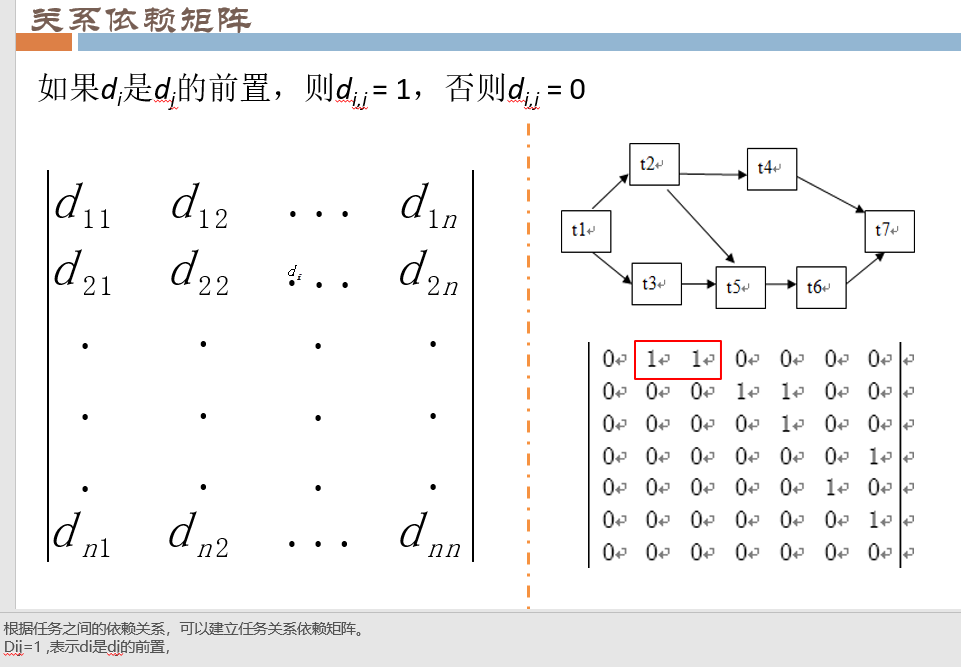 关系依赖矩阵
如果di是dj的前置，则di,j = 1，否则di,j = 0
d11 d12 ... d1n
d21 d22 di ... d2n
. . . .
. . . .
. . . .
dn1 dn2 ... dnn
t2 t4
t1 t7
t3 t5 t6
0 1 1 0 0 0 0
0 0 0 1 1 0 0
0 0 0 0 1 0 0
0 0 0 0 0 0 1
0 0 0 0 0 1 0
0 0 0 0 0 0 1
0 0 0 0 0 0 0
根据任务之间的依赖关系，可以建立任务关系依赖矩阵。
Dij=1 ,表示di是dj的前置，